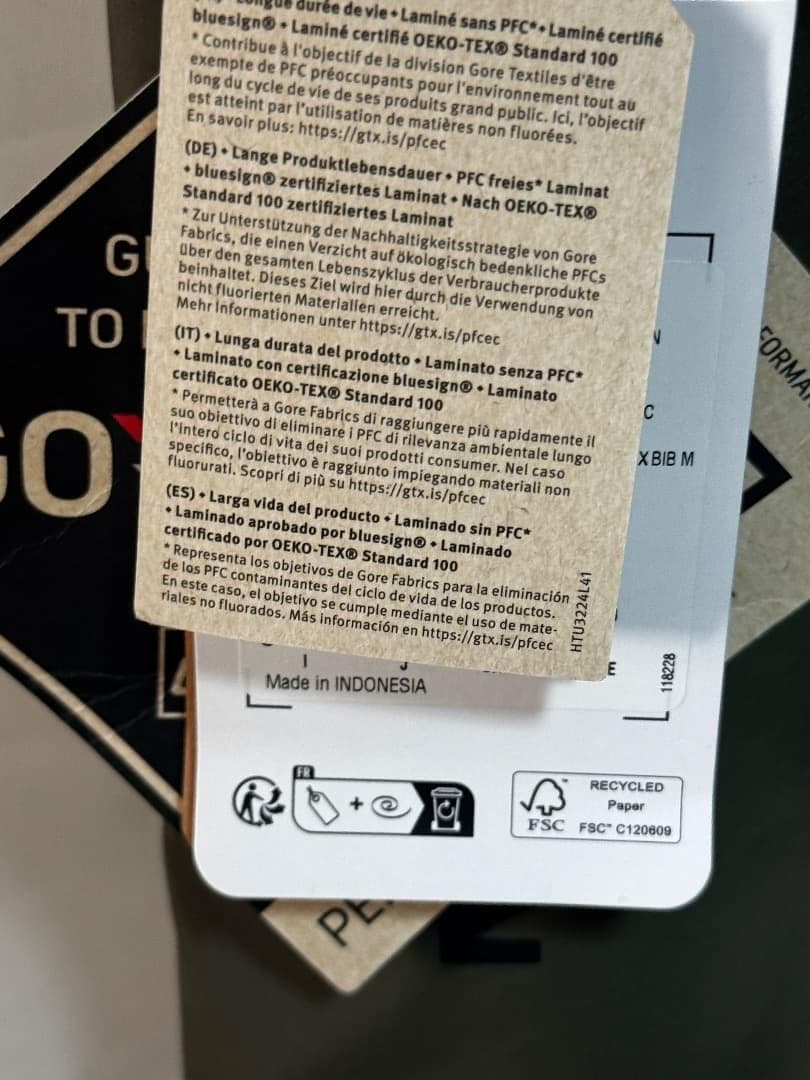 longue durée de vie • Laminé sans PFC* • Laminé certifié
bluesign® • Laminé certifié OEKO-TEX® Standard 100
* Contribue à l'objectif de la division Gore Textiles d'être
exempte de PFC préoccupants pour l'environnement tout au
long du cycle de vie de ses produits grand public. Ici, l'objectif
est atteint par l'utilisation de matières non fluorées.
En savoir plus: https://gtx.is/pfcec
(DE) • Lange Produktlebensdauer • PFC freies* Laminat
• bluesign® zertifiziertes Laminat • Nach OEKO-TEX®
Standard 100 zertifiziertes Laminat
* Zur Unterstützung der Nachhaltigkeitsstrategie von Gore
Fabrics, die einen Verzicht auf ökologisch bedenkliche PFCs
über den gesamten Lebenszyklus der Verbraucherprodukte
beinhaltet. Dieses Ziel wird hier durch die Verwendung von
nicht fluorierten Materialien erreicht.
Mehr Informationen unter https://gtx.is/pfcec
(IT) • Lunga durata del prodotto • Laminato senza PFC*
• Laminato con certificazione bluesign® • Laminato
certificato OEKO-TEX® Standard 100
* Permetterà a Gore Fabrics di raggiungere più rapidamente il
suo obiettivo di eliminare i PFC di rilevanza ambientale lungo
l'intero ciclo di vita dei suoi prodotti consumer. Nel caso
specifico, l'obiettivo è raggiunto impiegando materiali non
fluorurati. Scopri di più su https://gtx.is/pfcec
(ES) • Larga vida del producto • Laminado sin PFC*
• Laminado aprobado por bluesign® • Laminado
certificado por OEKO-TEX® Standard 100
* Representa los objetivos de Gore Fabrics para la eliminación
de los PFC contaminantes del ciclo de vida de los productos.
En este caso, el objetivo se cumple mediante el uso de mate-
riales no fluorados. Más información en https://gtx.is/pfcec
HTU3224L41
G
TO
GO
N
C
X BIB M
E
118228
Made in INDONESIA
FR
+
RECYCLED
Paper
FSC
FSC™ C120609
FORMA
PE